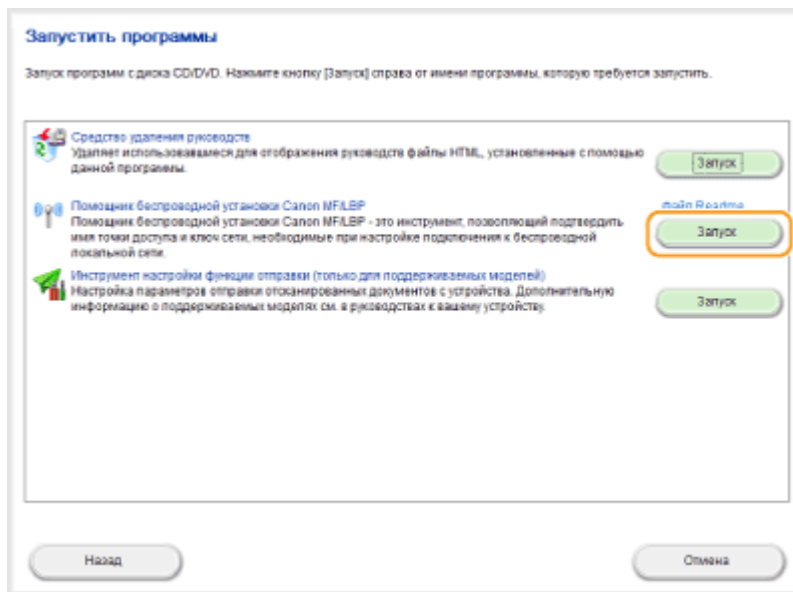 Запустить программы
Запуск программ с диска CD/DVD. Нажмите кнопку [Запуск] справа от имени программы, которую требуется запустить.
Средство удаления руководств
Удаляет использовавшиеся для отображения руководств файлы HTML, установленные с помощью
данной программы.
Запуск
Помощник беспроводной установки Canon MF/LBP
файл Readme
Помощник беспроводной установки Canon MF/LBP - это инструмент, позволяющий подтвердить
имя точки доступа и ключ сети, необходимые при настройке подключения к беспроводной
локальной сети.
Запуск
Инструмент настройки функции отправки (только для поддерживаемых моделей)
Настройка параметров отправки отсканированных документов с устройства. Дополнительную
информацию о поддерживаемых моделях см. в руководствах к вашему устройству.
Запуск
Назад
Отмена